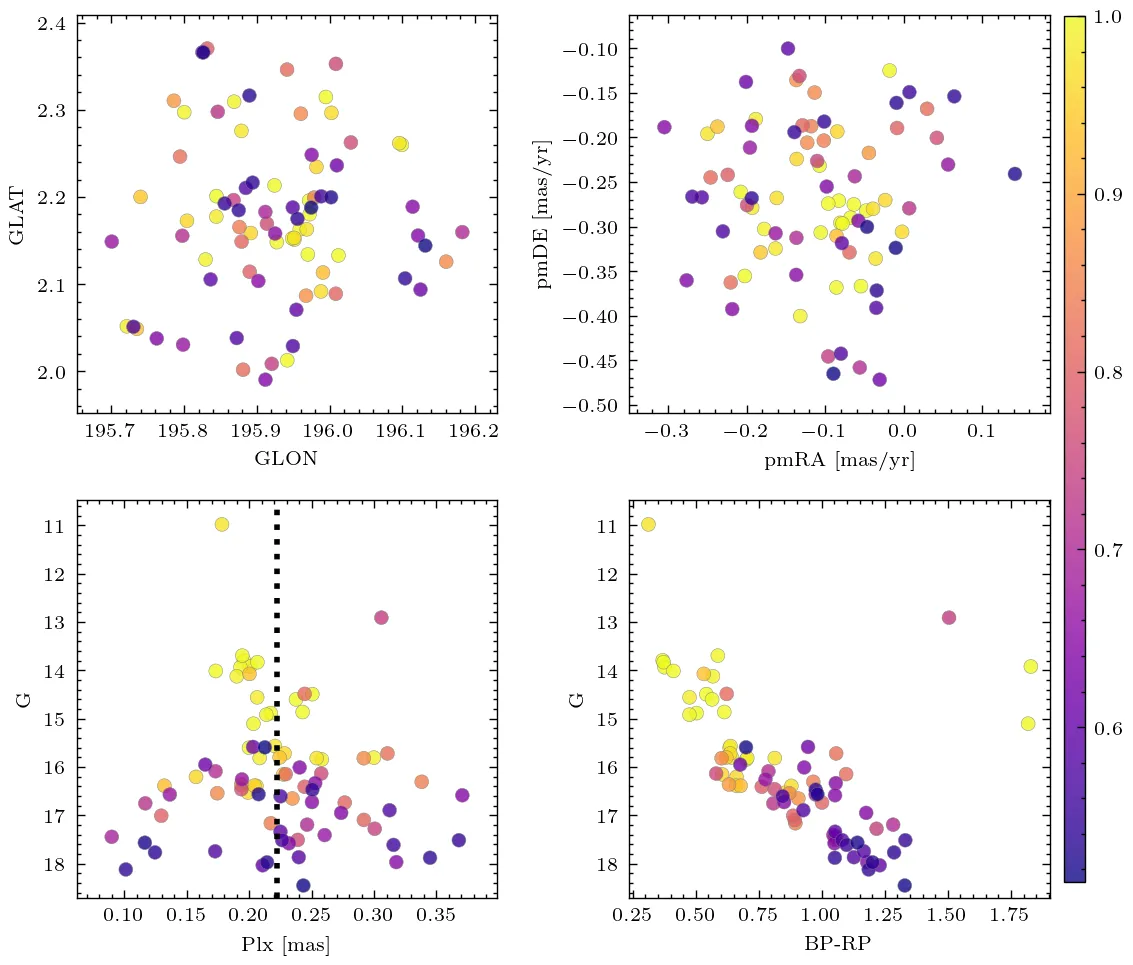 2.4
2.3
2.2
2.1
2.0
GLAT
195.7 195.8 195.9 196.0 196.1 196.2
GLON
−0.10
−0.15
−0.20
−0.25
−0.30
−0.35
−0.40
−0.45
−0.50
pmDE [mas/yr]
−0.3 −0.2 −0.1 0.0 0.1
pmRA [mas/yr]
1.0
0.9
0.8
0.7
0.6
11
12
13
14
15
16
17
18
G
0.10 0.15 0.20 0.25 0.30 0.35
Plx [mas]
11
12
13
14
15
16
17
18
G
0.25 0.50 0.75 1.00 1.25 1.50 1.75
BP-RP